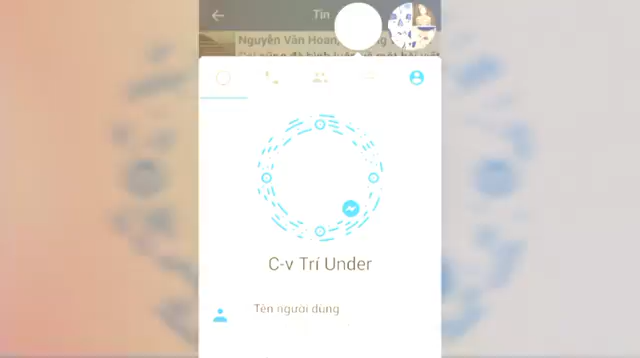 Tin
Nguyễn Văn Hoan,
C-v Trí Under
Tên người dùng